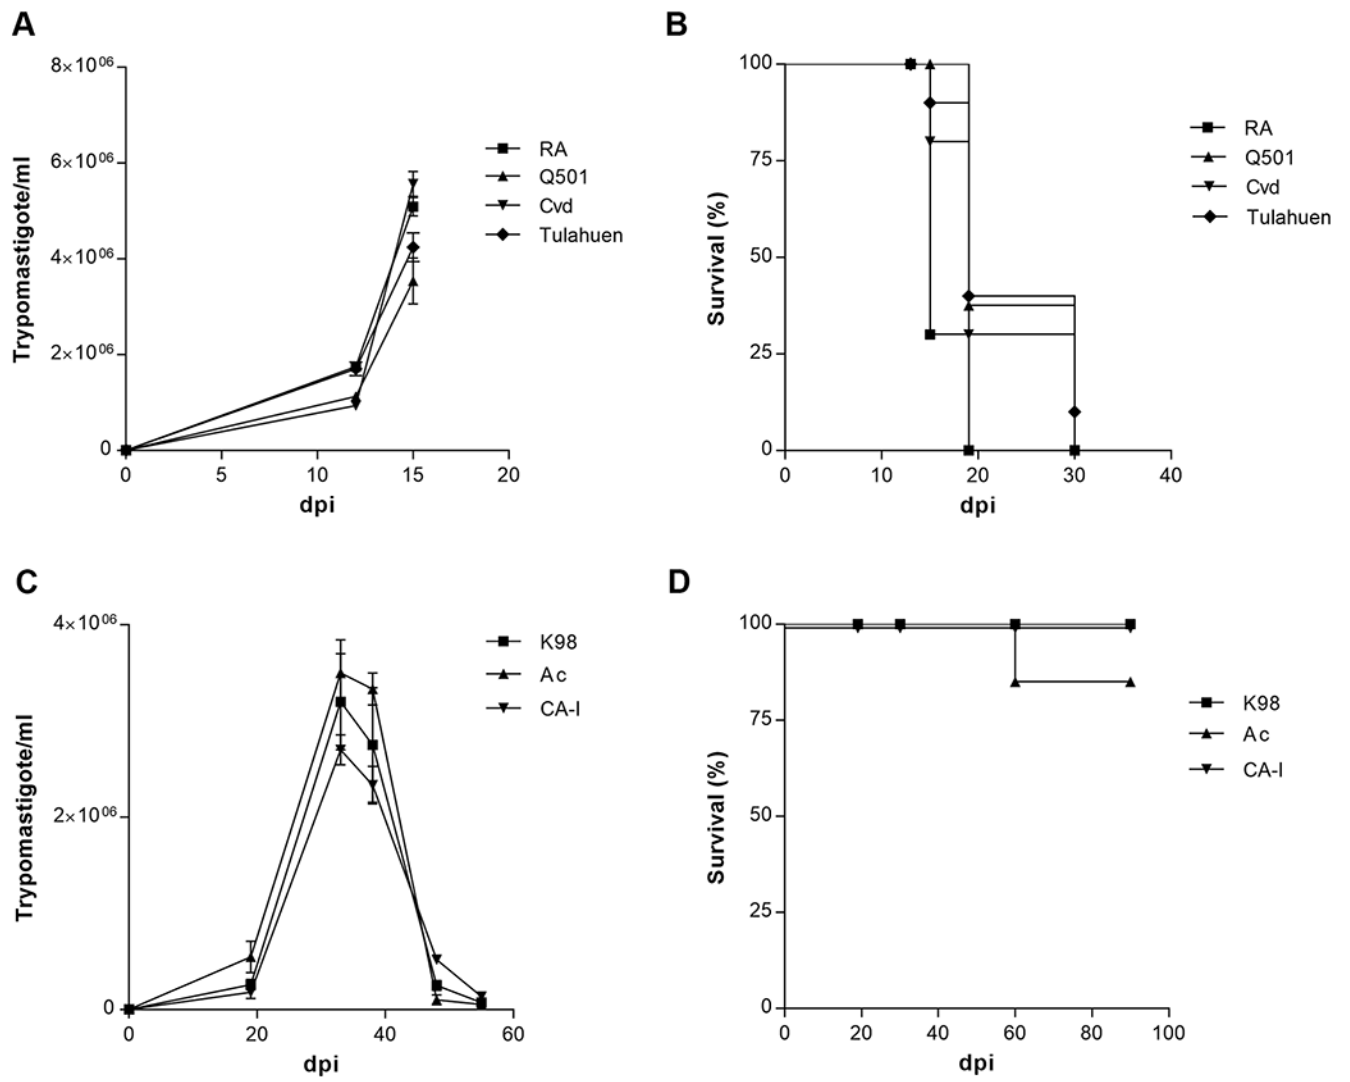 A
Trypomastigote/ml
8×10⁰⁶
6×10⁰⁶
4×10⁰⁶
2×10⁰⁶
0
0 5 10 15 20
dpi
RA
Q501
Cvd
Tulahuen
B
Survival (%)
100
75
50
25
0
0 10 20 30 40
dpi
RA
Q501
Cvd
Tulahuen
C
Trypomastigote/ml
4×10⁰⁶
2×10⁰⁶
0
0 20 40 60
dpi
K98
Ac
CA-I
D
Survival (%)
100
75
50
25
0
0 20 40 60 80 100
dpi
K98
Ac
CA-I